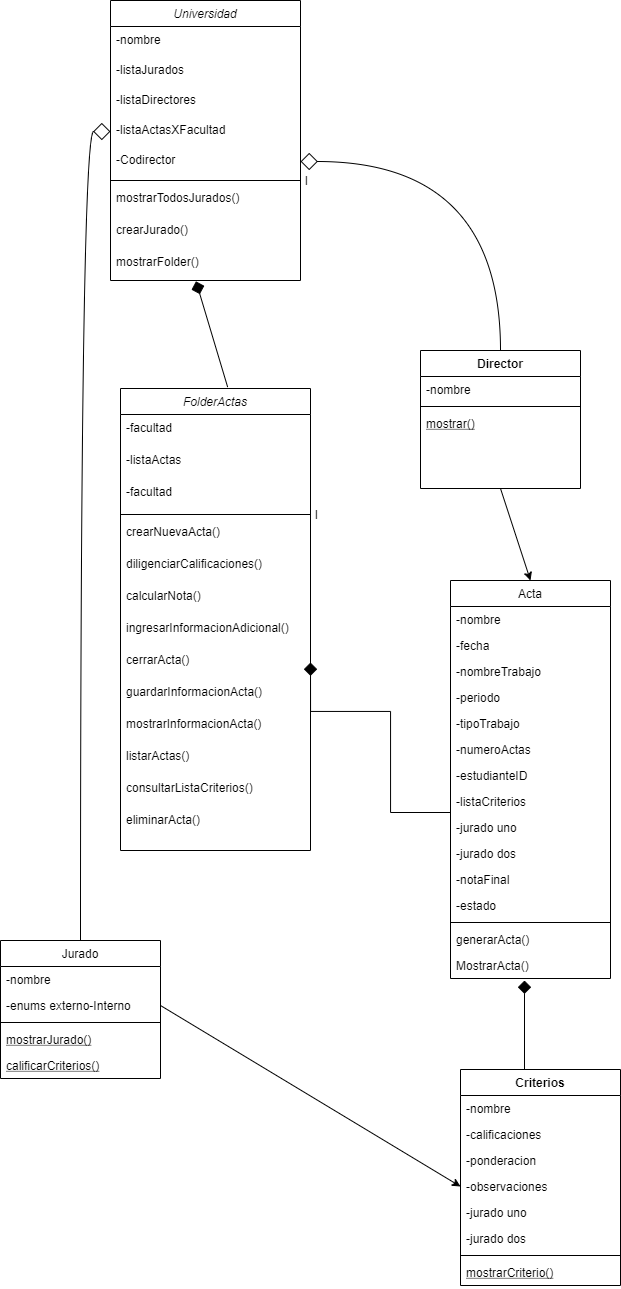 Universidad
-nombre
-listaJurados
-listaDirectores
-listaActasXFacultad
-Codirector
mostrarTodosJurados()
crearJurado()
mostrarFolder()
Director
-nombre
mostrar()
FolderActas
-facultad
-listaActas
-facultad
crearNuevaActa()
diligenciarCalificaciones()
calcularNota()
ingresarInformacionAdicional()
cerrarActa()
guardarInformacionActa()
mostrarInformacionActa()
listarActas()
consultarListaCriterios()
eliminarActa()
Acta
-nombre
-fecha
-nombreTrabajo
-periodo
-tipoTrabajo
-numeroActas
-estudianteID
-listaCriterios
-jurado uno
-jurado dos
-notaFinal
-estado
generarActa()
MostrarActa()
Jurado
-nombre
-enums externo-Interno
mostrarJurado()
calificarCriterios()
Criterios
-nombre
-calificaciones
-ponderacion
-observaciones
-jurado uno
-jurado dos
mostrarCriterio()